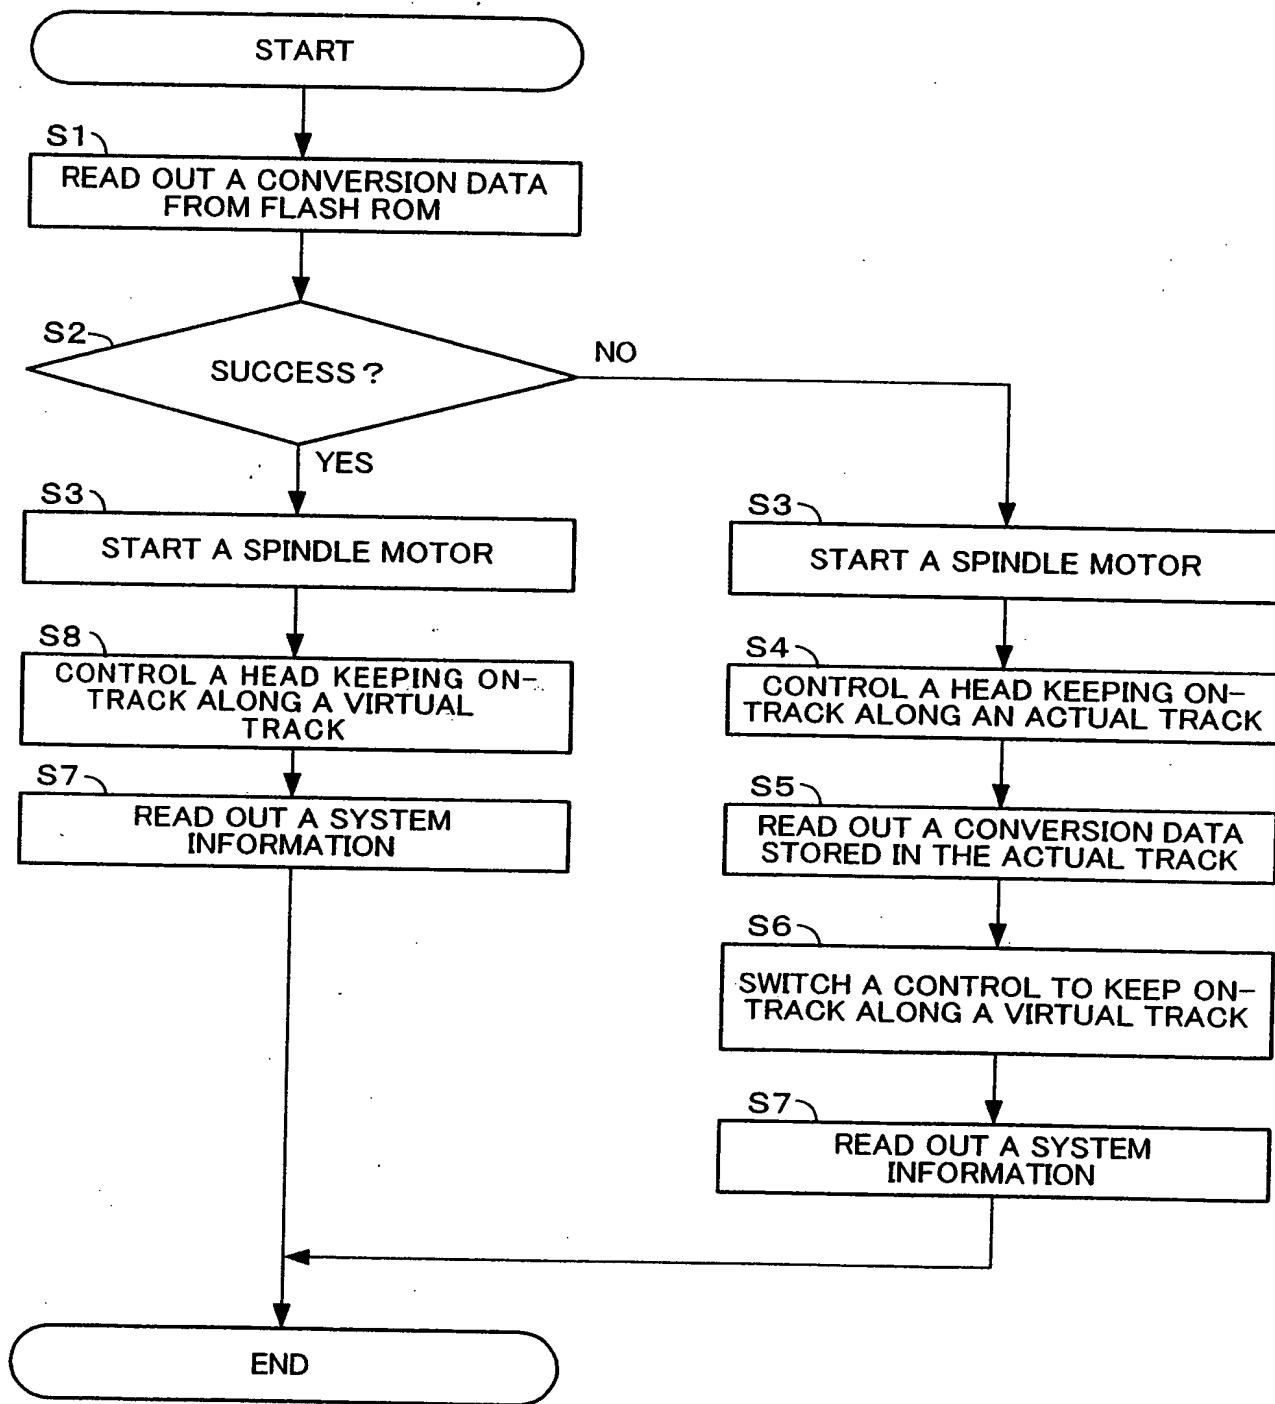 START
S1
READ OUT A CONVERSION DATA
FROM FLASH ROM
S2
SUCCESS?
NO
YES
S3
START A SPINDLE MOTOR
S8
CONTROL A HEAD KEEPING ON-
TRACK ALONG A VIRTUAL
TRACK
S7
READ OUT A SYSTEM
INFORMATION
S3
START A SPINDLE MOTOR
S4
CONTROL A HEAD KEEPING ON-
TRACK ALONG AN ACTUAL TRACK
S5
READ OUT A CONVERSION DATA
STORED IN THE ACTUAL TRACK
S6
SWITCH A CONTROL TO KEEP ON-
TRACK ALONG A VIRTUAL TRACK
S7
READ OUT A SYSTEM
INFORMATION
END